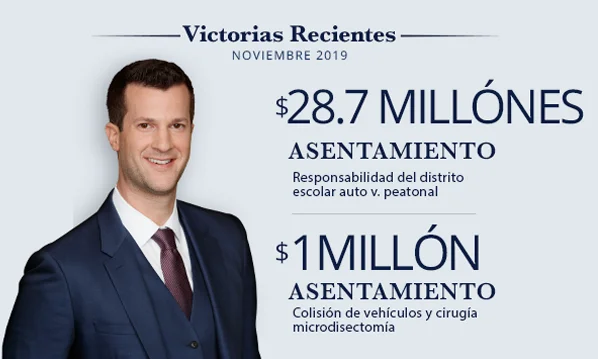 Victorias Recientes
NOVIEMBRE 2019
$28.7 MILLÓNES
ASENTAMIENTO
Responsabilidad del distrito
escolar auto v. peatonal
$1 MILLÓN
ASENTAMIENTO
Colisión de vehículos y cirugía
microdisectomía